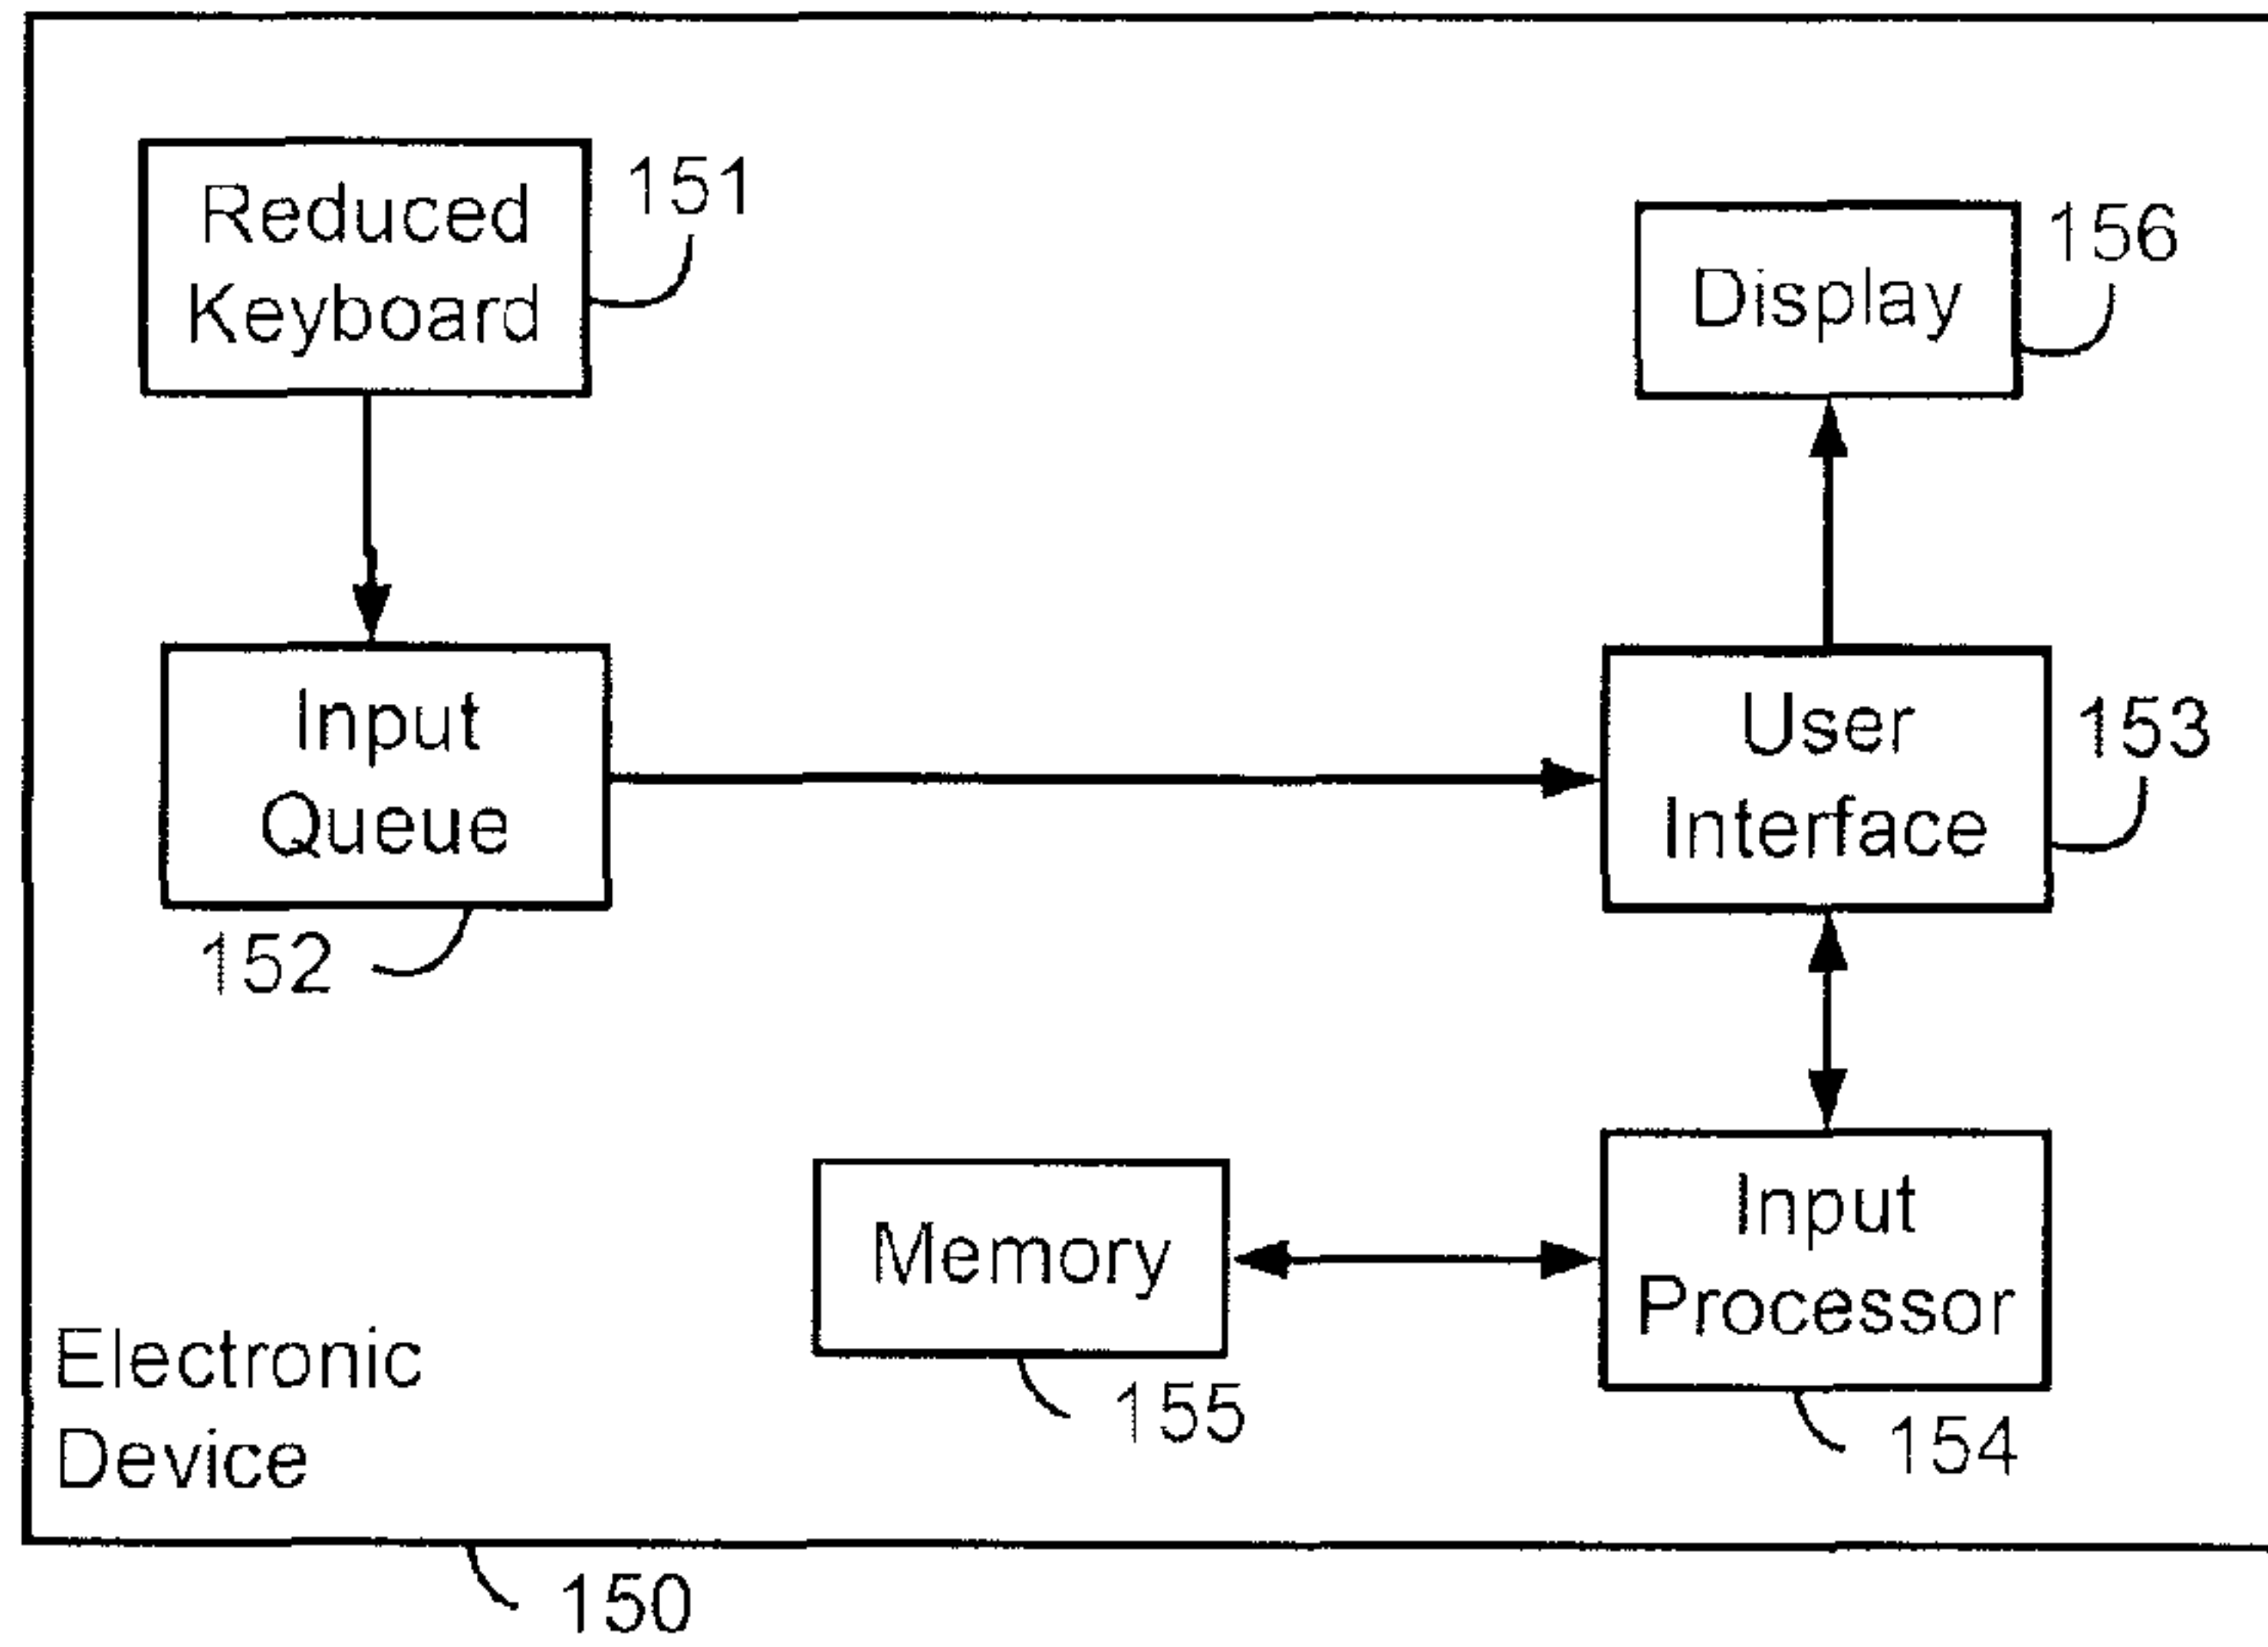 Reduced
Keyboard
151
Display
156
Input
Queue
152
User
Interface
153
Memory
155
Input
Processor
154
Electronic
Device
150